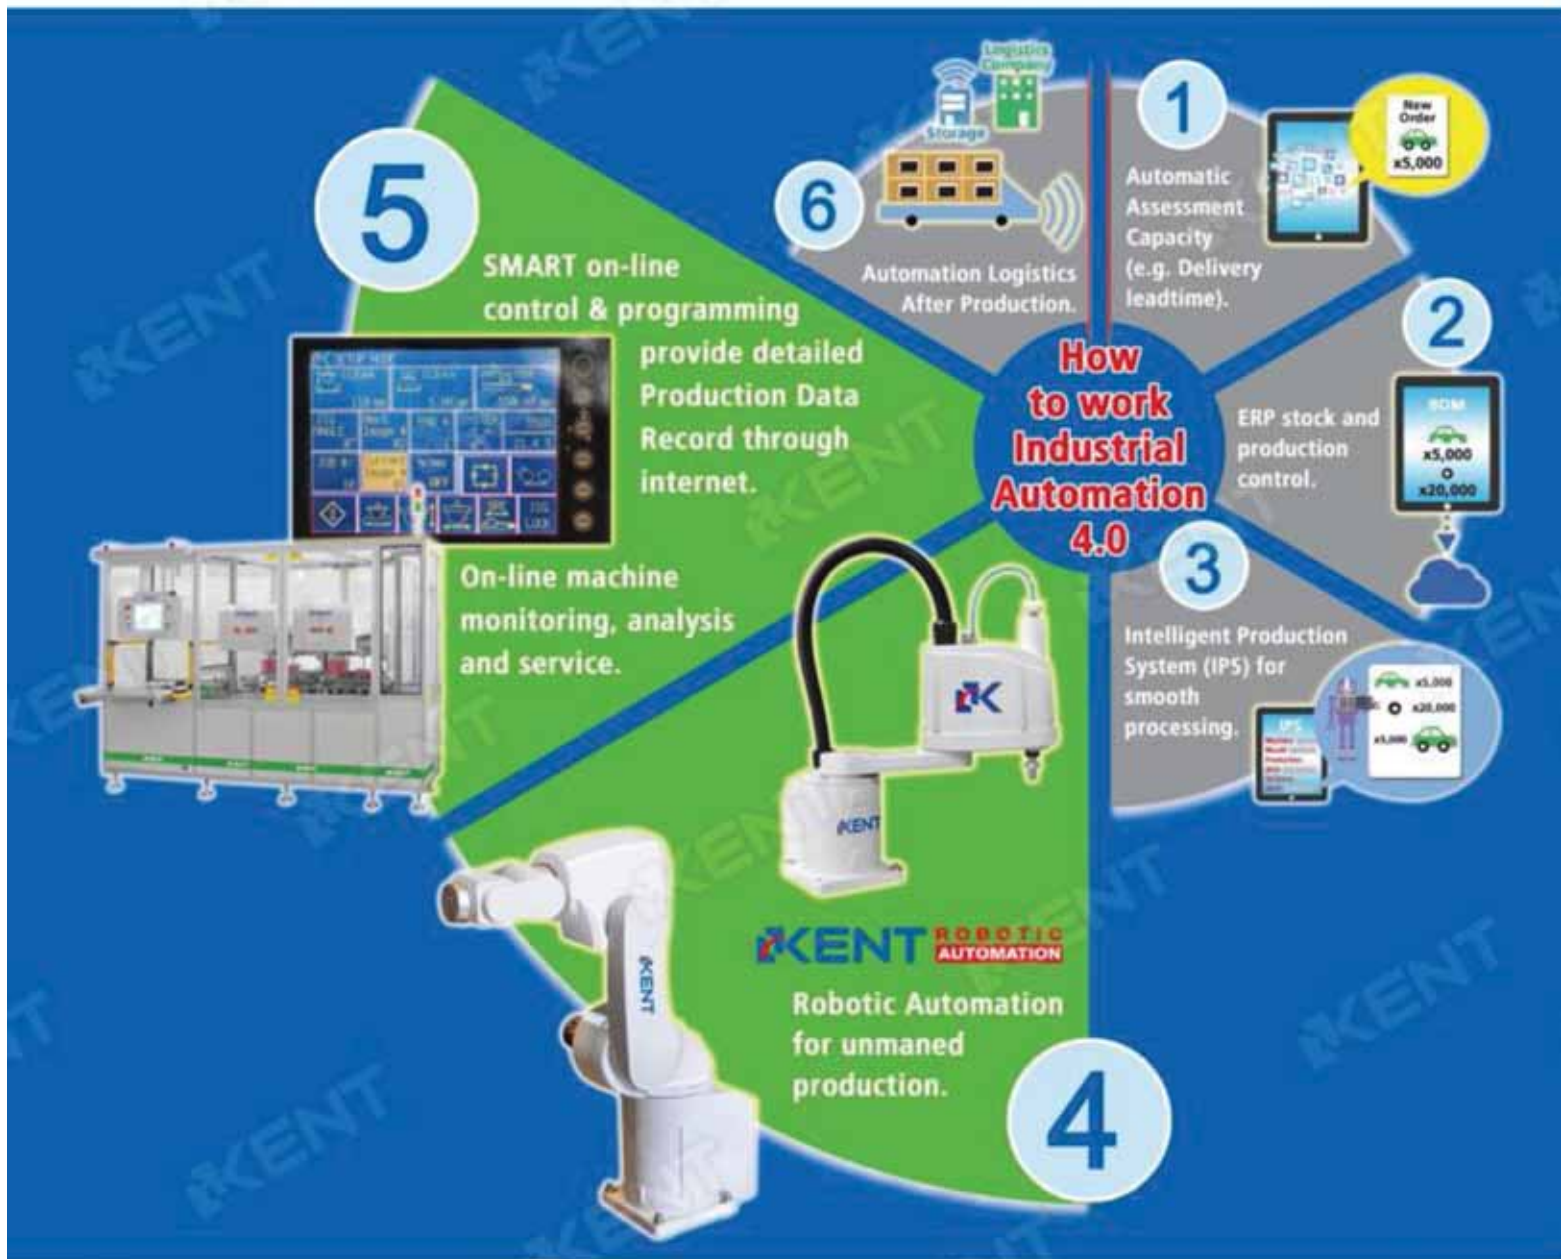 How
to work
Industrial
Automation
4.0
1
Automatic
Assessment
Capacity
(e.g. Delivery
leadtime).
New
Order
x5,000
2
ERP stock and
production
control.
x5,000
x20,000
3
Intelligent Production
System (IPS) for
smooth
processing.
IPS
x5,000
x20,000
x5,000
4
KENT ROBOTIC
AUTOMATION
Robotic Automation
for unmaned
production.
K
KENT
KENT
5
SMART on-line
control & programming
provide detailed
Production Data
Record through
internet.
On-line machine
monitoring, analysis
and service.
6
Logistics
Company
Storage
Automation Logistics
After Production.
KENT